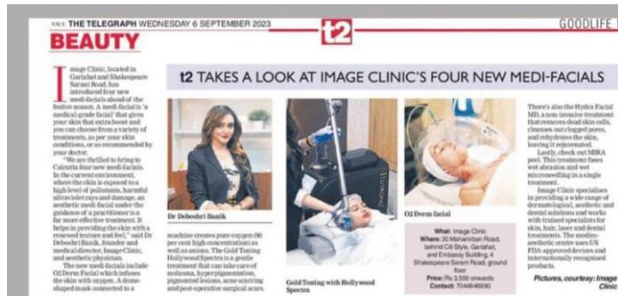 THE TELEGRAPH WEDNESDAY 6 SEPTEMBER 2023
t2
GOODLIFE
BEAUTY
t2 TAKES A LOOK AT IMAGE CLINIC'S FOUR NEW MEDI-FACIALS
Image Clinic, located in
Gariahat and Shakespeare
Sarani Road, has
introduced four new
medi-facials ahead of the
festive season. A medi-facial is 'a
medical grade facial' that gives
your skin that extra boost and
you can choose from a variety of
treatments, as per your skin
conditions, or as recommended by
your doctor.
"We are thrilled to bring to
Calcutta four new medi-facials.
In the current environment,
where the skin is exposed to a
high level of pollutants, harmful
ultraviolet rays and damage, an
aesthetic medi-facial under the
guidance of a practitioner is a
far more effective treatment. It
helps in providing the skin with a
renewed texture and feel," said Dr
Deboshri Banik, founder and
medical director, Image Clinic,
and aesthetic physician.
The new medi-facials include
O2 Derm Facial which infuses
the skin with oxygen. A dome-
shaped mask connected to a
Dr Deboshri Banik
machine creates pure oxygen (90
per cent high concentration) as
well as anions. The Gold Toning
Hollywood Spectra is a gentle
treatment that can take care of
melasma, hyperpigmentation,
pigmented lesions, acne scarring
and post-operative surgical scars.
Gold Toning with Hollywood
Spectra
O2 Derm facial
What: Image Clinic
Where: 30 Mahanirban Road,
behind CB Style, Gariahat,
and Embassy Building, 4
Shakespeare Sarani Road, ground
floor
Price: Rs 3,500 onwards
Contact: 7044646890
There's also the Hydra Facial
MD, a non-invasive treatment
that removes dead skin cells,
cleanses out clogged pores,
and rehydrates the skin,
leaving it rejuvenated.
Lastly, check out MIRA
peel. This treatment fuses
wet abrasion and wet
microneedling in a single
treatment.
Image Clinic specialises
in providing a wide range of
dermatological, aesthetic and
dental solutions and works
with trained specialists for
skin, hair, laser and dental
treatments. The medico-
aesthetic centre uses US
FDA-approved devices and
internationally recognised
products.
Pictures, courtesy: Image
Clinic